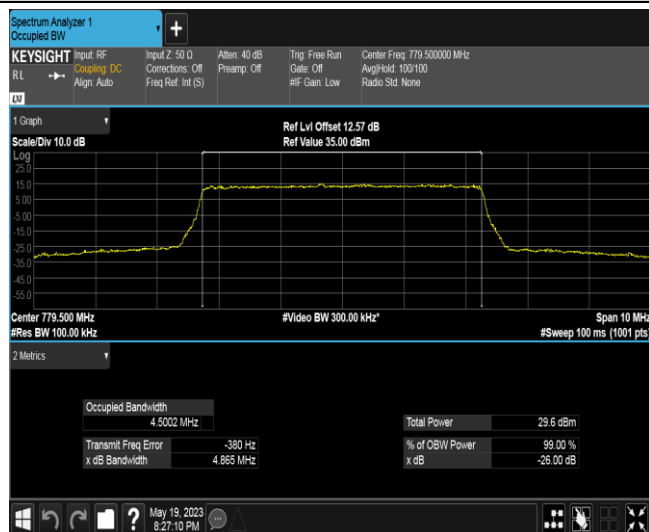 Spectrum Analyzer 1
Occupied BW
+
KEYSIGHT Input: RF Input Z: 50 Ω Atten: 40 dB Trig: Free Run Center Freq: 779.500000 MHz
RL Coupling: DC Corrections: Off Preamp: Off Gate: Off Avg|Hold: 100/100
Align: Auto Freq Ref: Int (S) #IF Gain: Low Radio Std: None
LXI
1 Graph
Ref Lvl Offset 12.57 dB
Scale/Div 10.0 dB Ref Value 35.00 dBm
Log
25.0
15.0
5.00
-5.00
-15.0
-25.0
-35.0
-45.0
-55.0
Center 779.500 MHz #Video BW 300.00 kHz* Span 10 MHz
#Res BW 100.00 kHz #Sweep 100 ms (1001 pts)
2 Metrics
Occupied Bandwidth
4.5002 MHz Total Power 29.6 dBm
Transmit Freq Error -380 Hz % of OBW Power 99.00 %
x dB Bandwidth 4.865 MHz x dB -26.00 dB
? May 19, 2023
8:27:10 PM